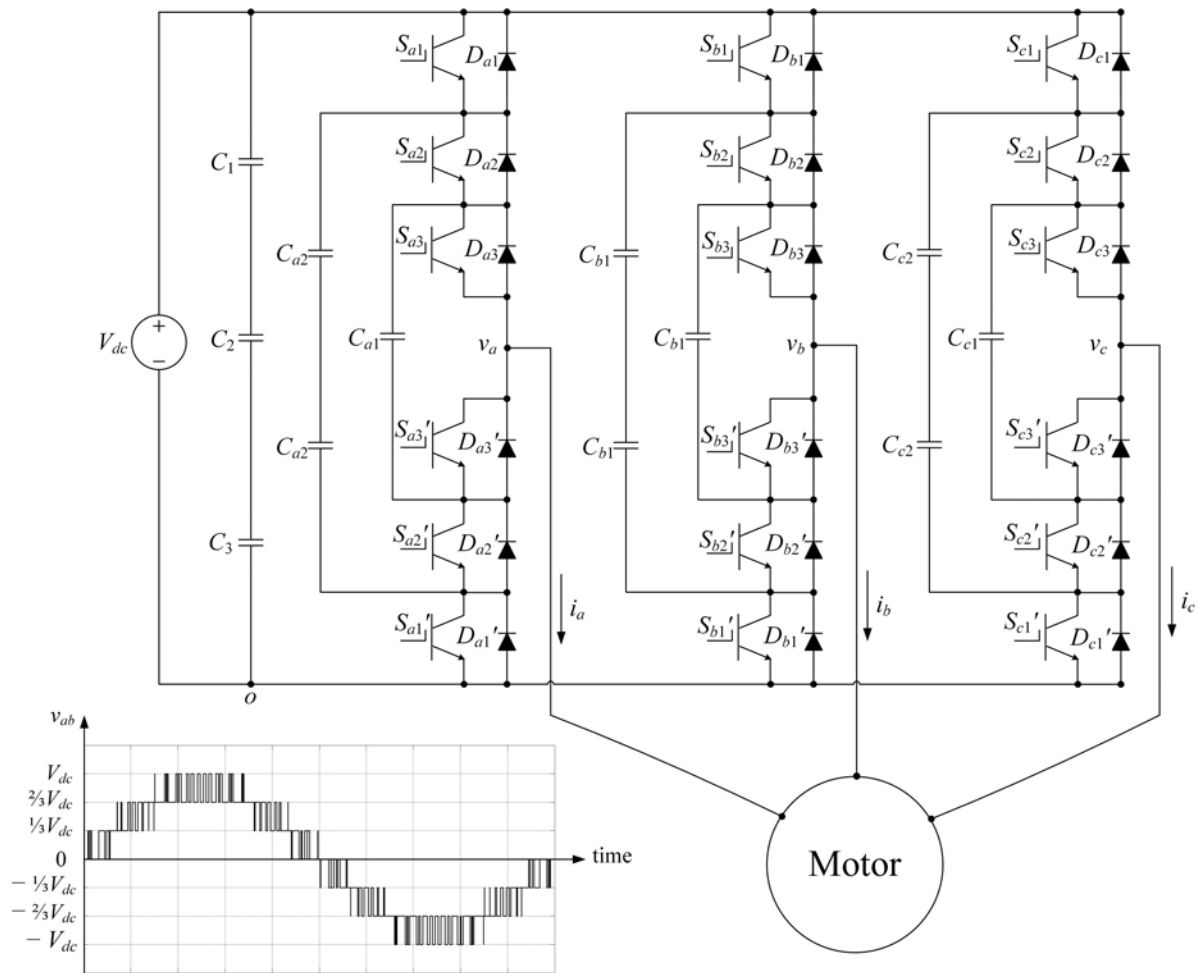 S_a1 D_a1 S_b1 D_b1 S_c1 D_c1
C_1 S_a2 D_a2 S_b2 D_b2 S_c2 D_c2
C_a2 S_a3 D_a3 C_b1 S_b3 D_b3 C_c2 S_c3 D_c3
V_dc + − C_2 C_a1 v_a C_b1 v_b C_c1 v_c
C_a2 S_a3′ D_a3′ C_b1 S_b3′ D_b3′ C_c2 S_c3′ D_c3′
C_3 S_a2′ D_a2′ S_b2′ D_b2′ S_c2′ D_c2′
i_a i_b i_c
S_a1′ D_a1′ S_b1′ D_b1′ S_c1′ D_c1′
o
v_ab
V_dc
⅔V_dc
⅓V_dc
0 time
− ⅓V_dc
− ⅔V_dc
− V_dc
Motor